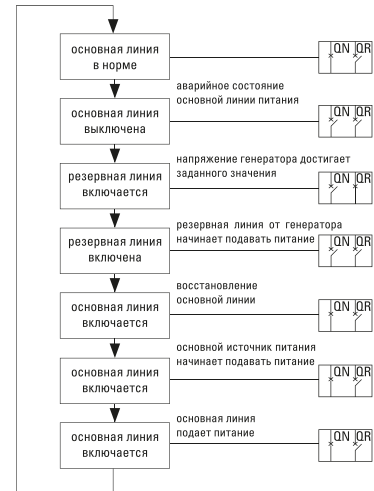 основная линия
в норме
QN QR
аварийное состояние
основной линии питания
основная линия
выключена
QN QR
напряжение генератора достигает
заданного значения
резервная линия
включается
QN QR
резервная линия от генератора
начинает подавать питание
резервная линия
включена
QN QR
восстановление
основной линии
основная линия
включается
QN QR
основной источник питания
начинает подавать питание
основная линия
включается
QN QR
основная линия
подает питание
основная линия
включается
QN QR